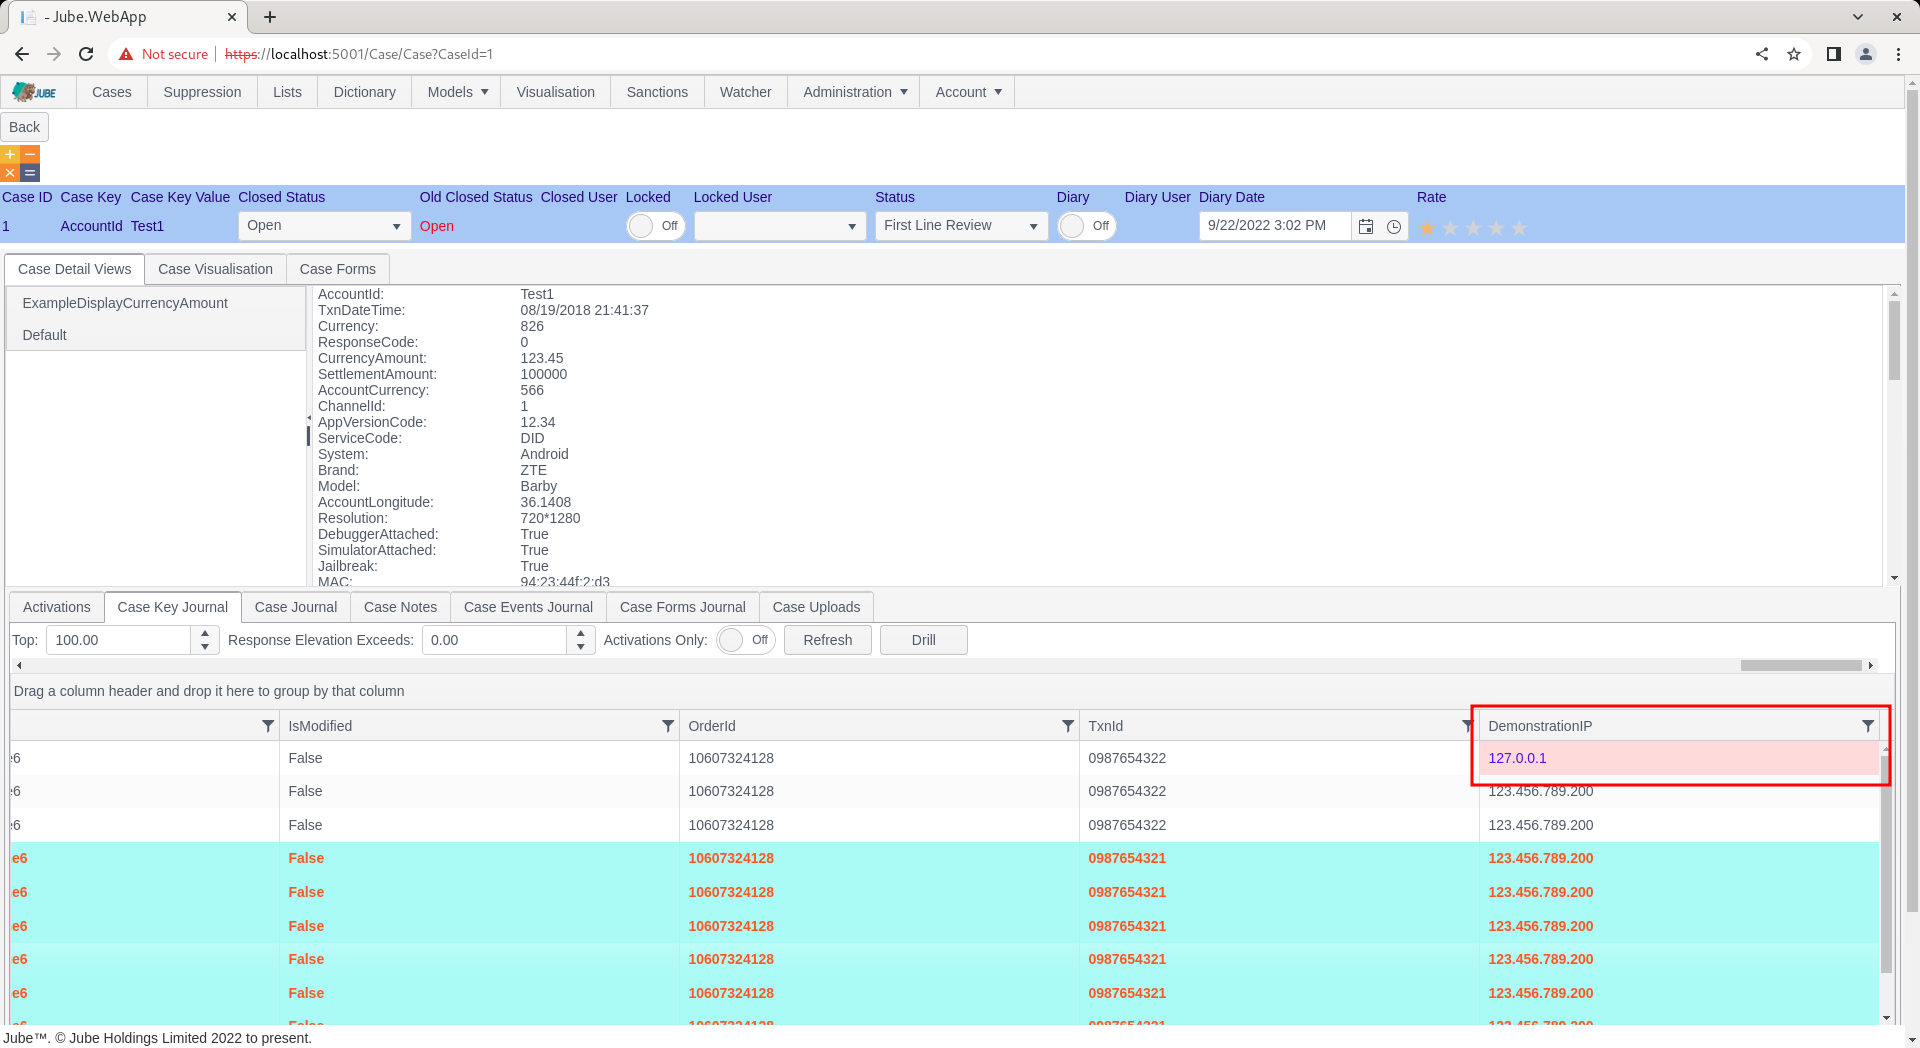 - Jube.WebApp
Not secure https://localhost:5001/Case/Case?CaseId=1
JUBE Cases Suppression Lists Dictionary Models Visualisation Sanctions Watcher Administration Account
Back
Case ID Case Key Case Key Value Closed Status Old Closed Status Closed User Locked Locked User Status Diary Diary User Diary Date Rate
1 AccountId Test1 Open Open Off First Line Review Off 9/22/2022 3:02 PM
Case Detail Views Case Visualisation Case Forms
ExampleDisplayCurrencyAmount
Default
AccountId: Test1
TxnDateTime: 08/19/2018 21:41:37
Currency: 826
ResponseCode: 0
CurrencyAmount: 123.45
SettlementAmount: 100000
AccountCurrency: 566
ChannelId: 1
AppVersionCode: 12.34
ServiceCode: DID
System: Android
Brand: ZTE
Model: Barby
AccountLongitude: 36.1408
Resolution: 720*1280
DebuggerAttached: True
SimulatorAttached: True
Jailbreak: True
MAC: 94:23:44f:2:d3
Activations Case Key Journal Case Journal Case Notes Case Events Journal Case Forms Journal Case Uploads
Top: 100.00 Response Elevation Exceeds: 0.00 Activations Only: Off Refresh Drill
Drag a column header and drop it here to group by that column
IsModified OrderId TxnId DemonstrationIP
e6 False 10607324128 0987654322 127.0.0.1
e6 False 10607324128 0987654322 123.456.789.200
e6 False 10607324128 0987654322 123.456.789.200
e6 False 10607324128 0987654321 123.456.789.200
e6 False 10607324128 0987654321 123.456.789.200
e6 False 10607324128 0987654321 123.456.789.200
e6 False 10607324128 0987654321 123.456.789.200
e6 False 10607324128 0987654321 123.456.789.200
e6 False 10607324128 0987654321 123.456.789.200
Jube™. © Jube Holdings Limited 2022 to present.